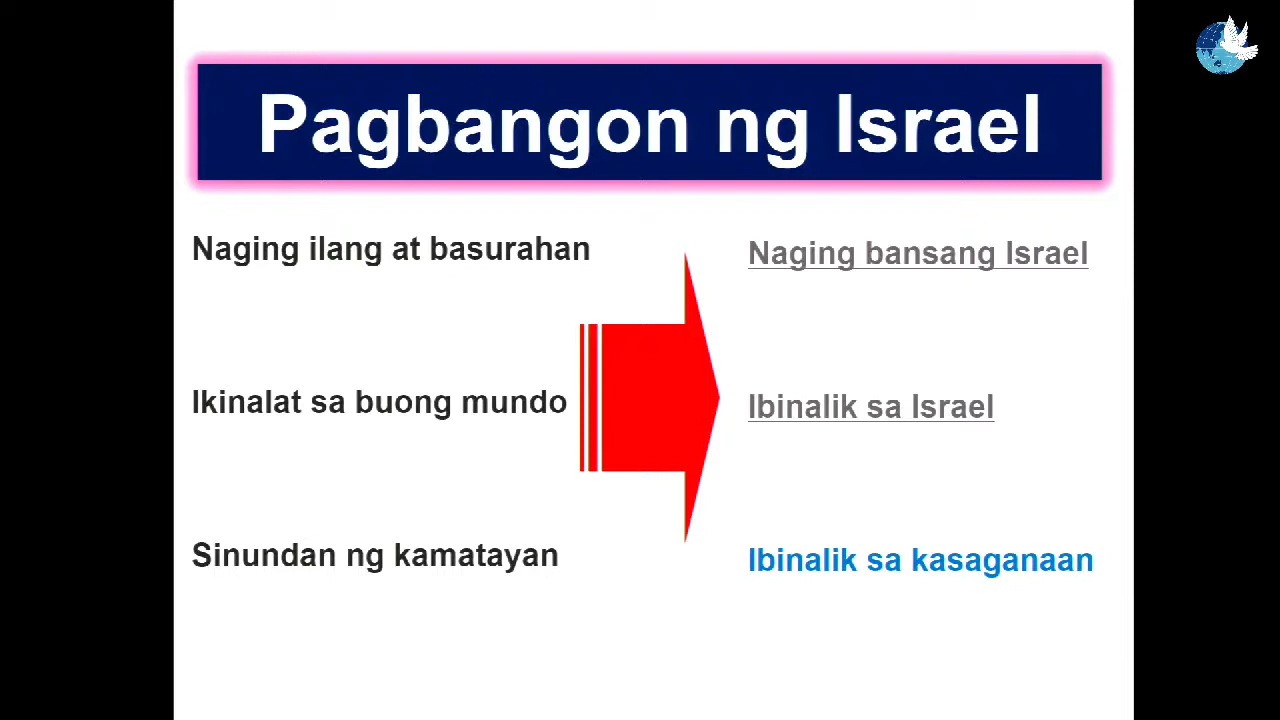 Pagbangon ng Israel
Naging ilang at basurahan
Naging bansang Israel
Ikinalat sa buong mundo
Ibinalik sa Israel
Sinundan ng kamatayan
Ibinalik sa kasaganaan